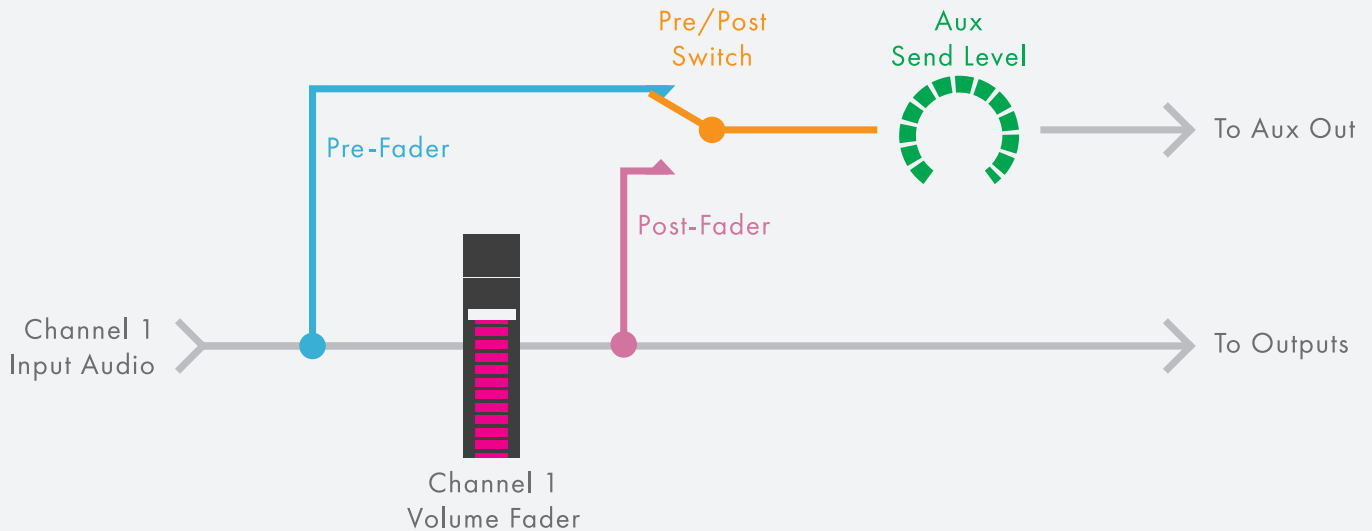 Pre/Post
Switch
Aux
Send Level
To Aux Out
Pre-Fader
Post-Fader
Channel 1
Input Audio
To Outputs
Channel 1
Volume Fader